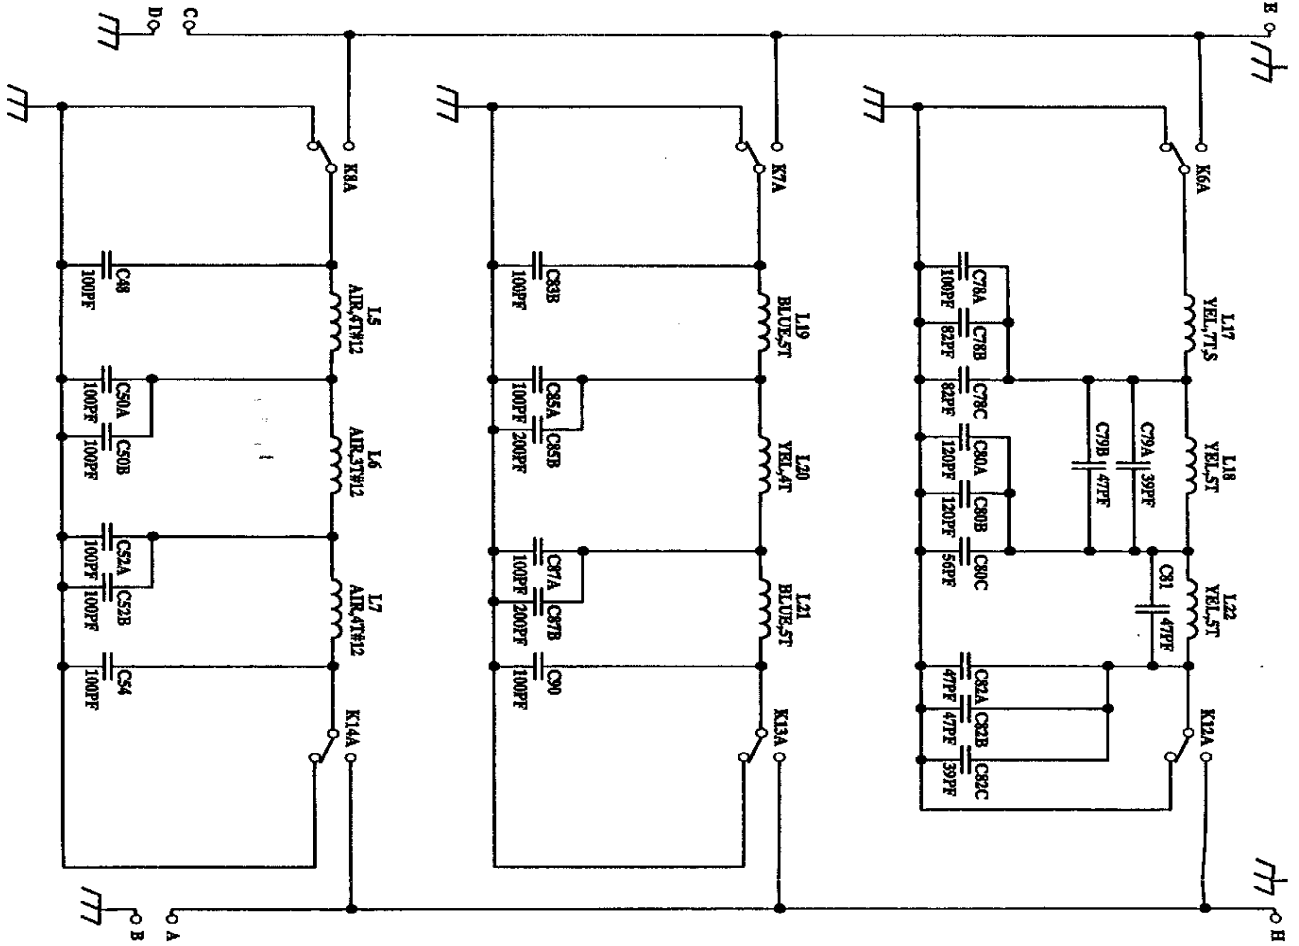 E
H
K6A
L17
YEL,7T,S
L18
YEL,5T
L22
YEL,5T
K12A
C79A
39PF
C79B
47PF
C81
47PF
C78A
100PF
C78B
82PF
C78C
82PF
C80A
120PF
C80B
120PF
C80C
56PF
C82A
47PF
C82B
47PF
C82C
39PF
K7A
L19
BLUE,5T
L20
YEL,4T
L21
BLUE,5T
K13A
C83B
100PF
C85A
100PF
C85B
200PF
C87A
100PF
C87B
200PF
C90
100PF
K8A
L5
AIR,4T#12
L6
AIR,3T#12
L7
AIR,4T#12
K14A
C48
100PF
C50A
100PF
C50B
100PF
C52A
100PF
C52B
100PF
C54
100PF
C
D
A
B